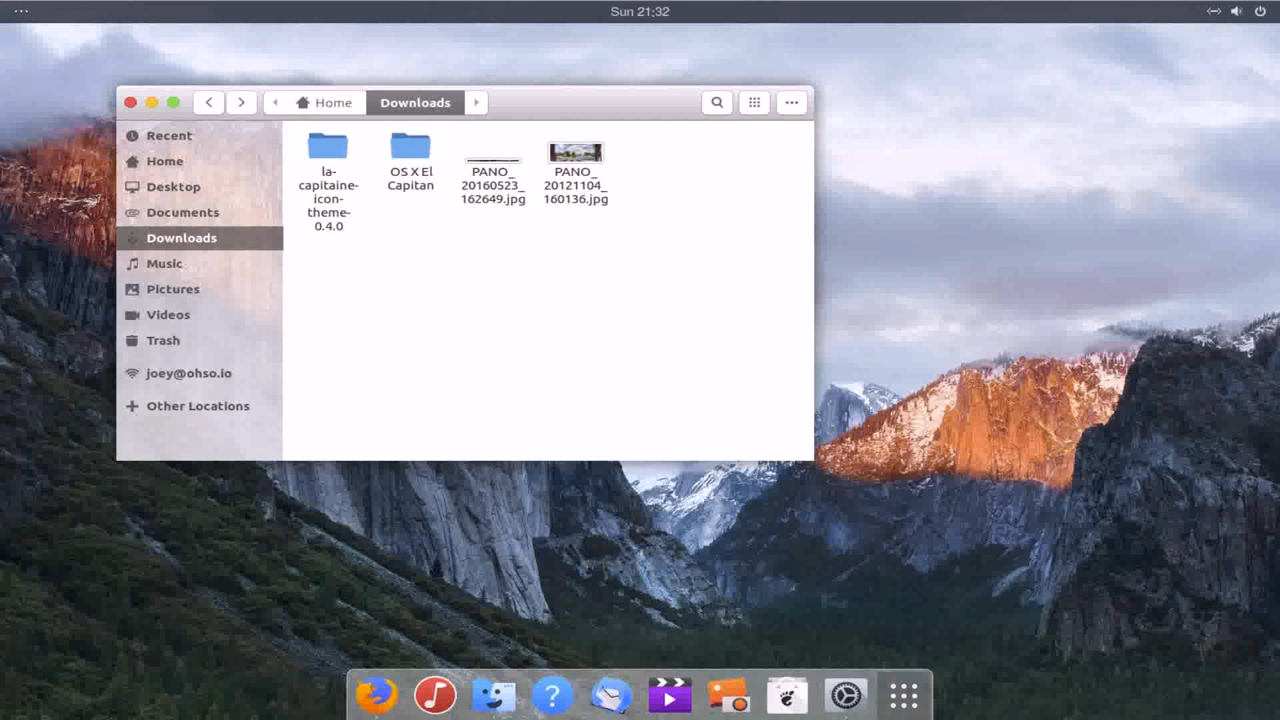 Sun 21:32
Home
Downloads
Recent
Home
Desktop
Documents
Downloads
Music
Pictures
Videos
Trash
joey@ohso.io
Other Locations
la-
capitaine-
icon-
theme-
0.4.0
OS X El
Capitan
PANO_
20160523_
162649.jpg
PANO_
20121104_
160136.jpg